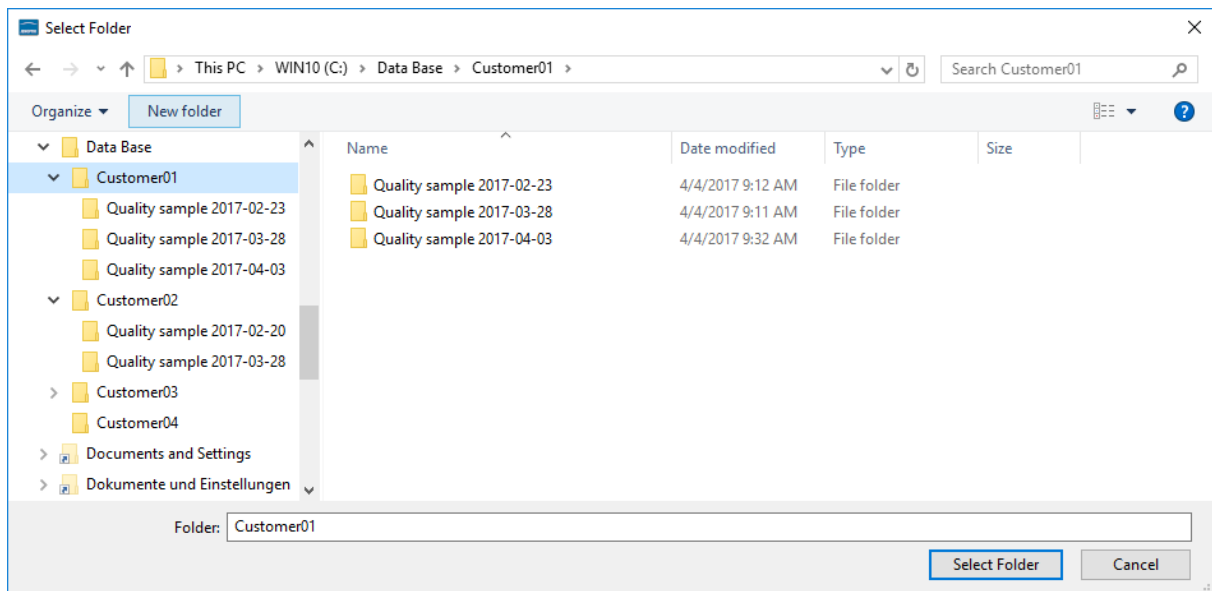 Select Folder
This PC > WIN10 (C:) > Data Base > Customer01 >
Search Customer01
Organize
New folder
Data Base
Customer01
Quality sample 2017-02-23
Quality sample 2017-03-28
Quality sample 2017-04-03
Customer02
Quality sample 2017-02-20
Quality sample 2017-03-28
Customer03
Customer04
Documents and Settings
Dokumente und Einstellungen
Name Date modified Type Size
Quality sample 2017-02-23 4/4/2017 9:12 AM File folder
Quality sample 2017-03-28 4/4/2017 9:11 AM File folder
Quality sample 2017-04-03 4/4/2017 9:32 AM File folder
Folder: Customer01
Select Folder Cancel